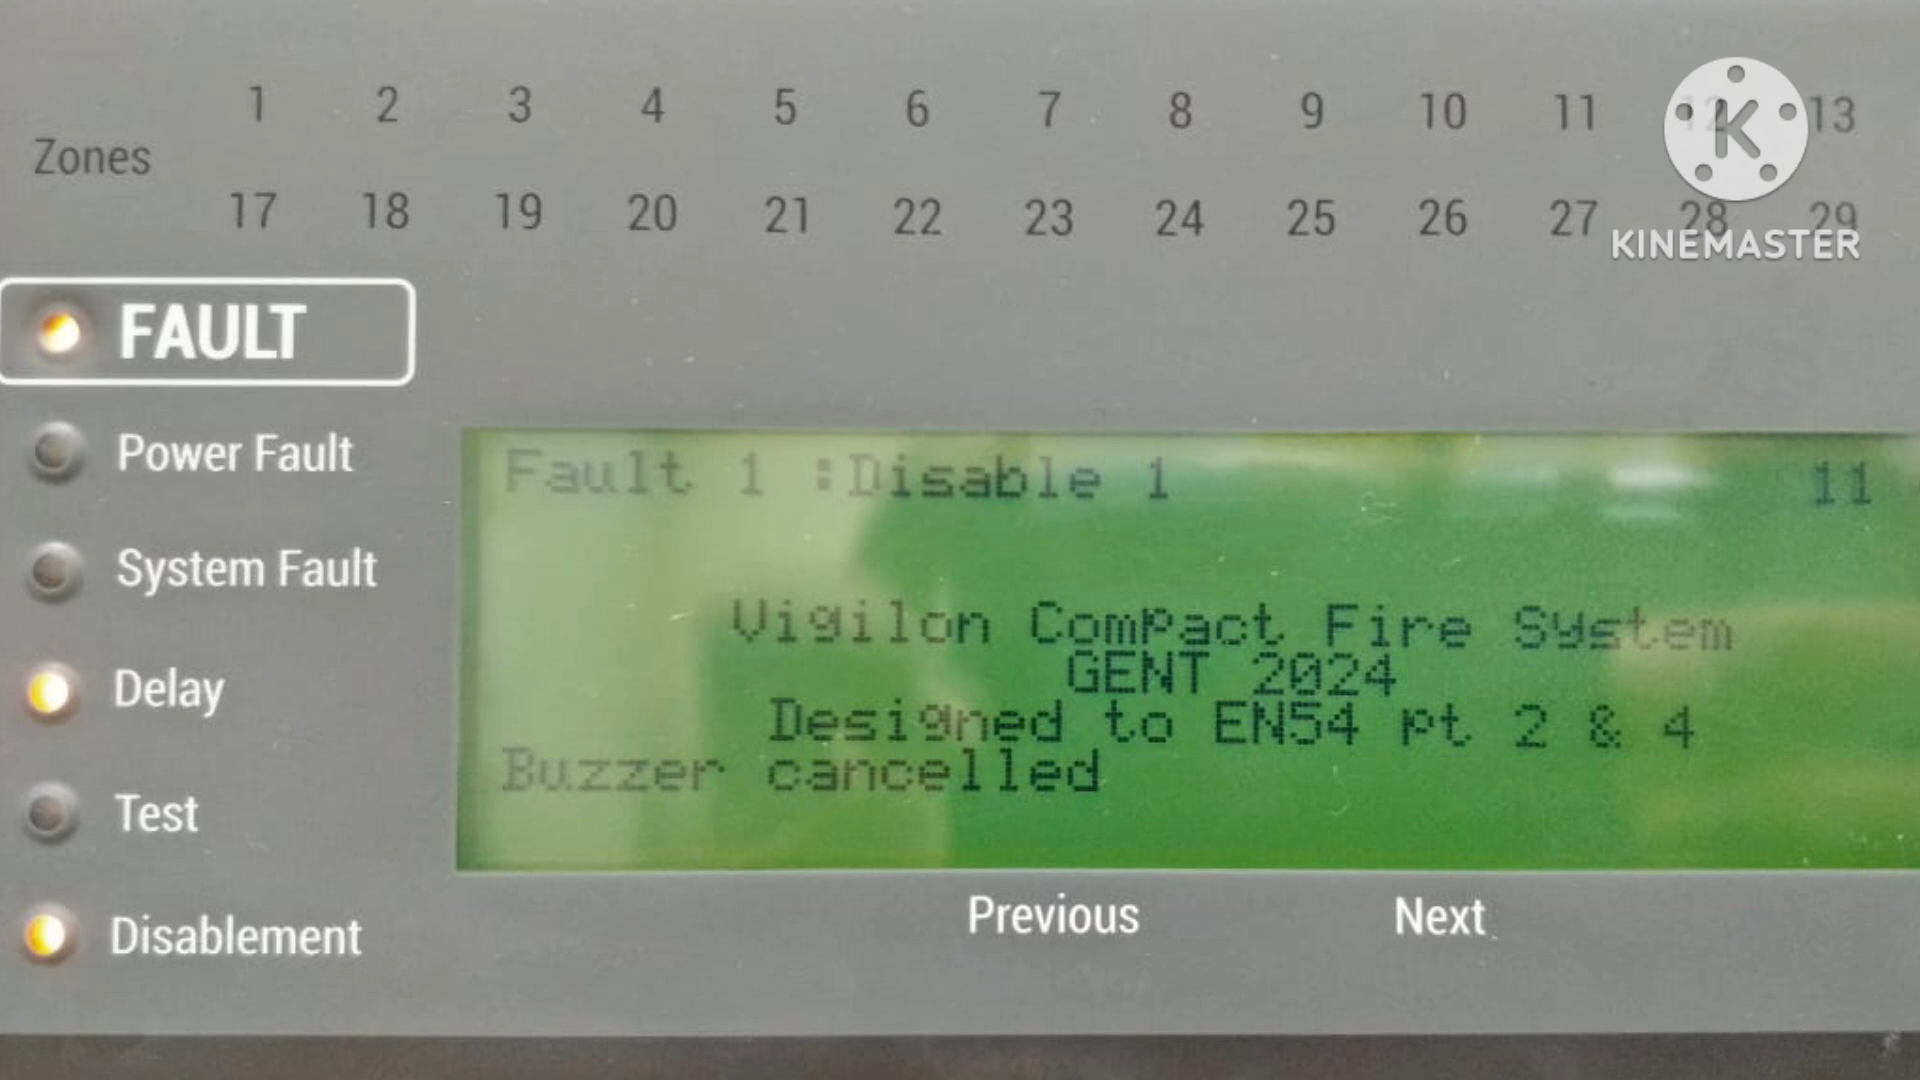 1 2 3 4 5 6 7 8 9 10 11 12 13
Zones
17 18 19 20 21 22 23 24 25 26 27 28 29
K
KINEMASTER
FAULT
Power Fault
System Fault
Delay
Test
Disablement
Fault 1 :Disable 1 11
Vigilon Compact Fire System
GENT 2024
Designed to EN54 pt 2 & 4
Buzzer cancelled
Previous Next